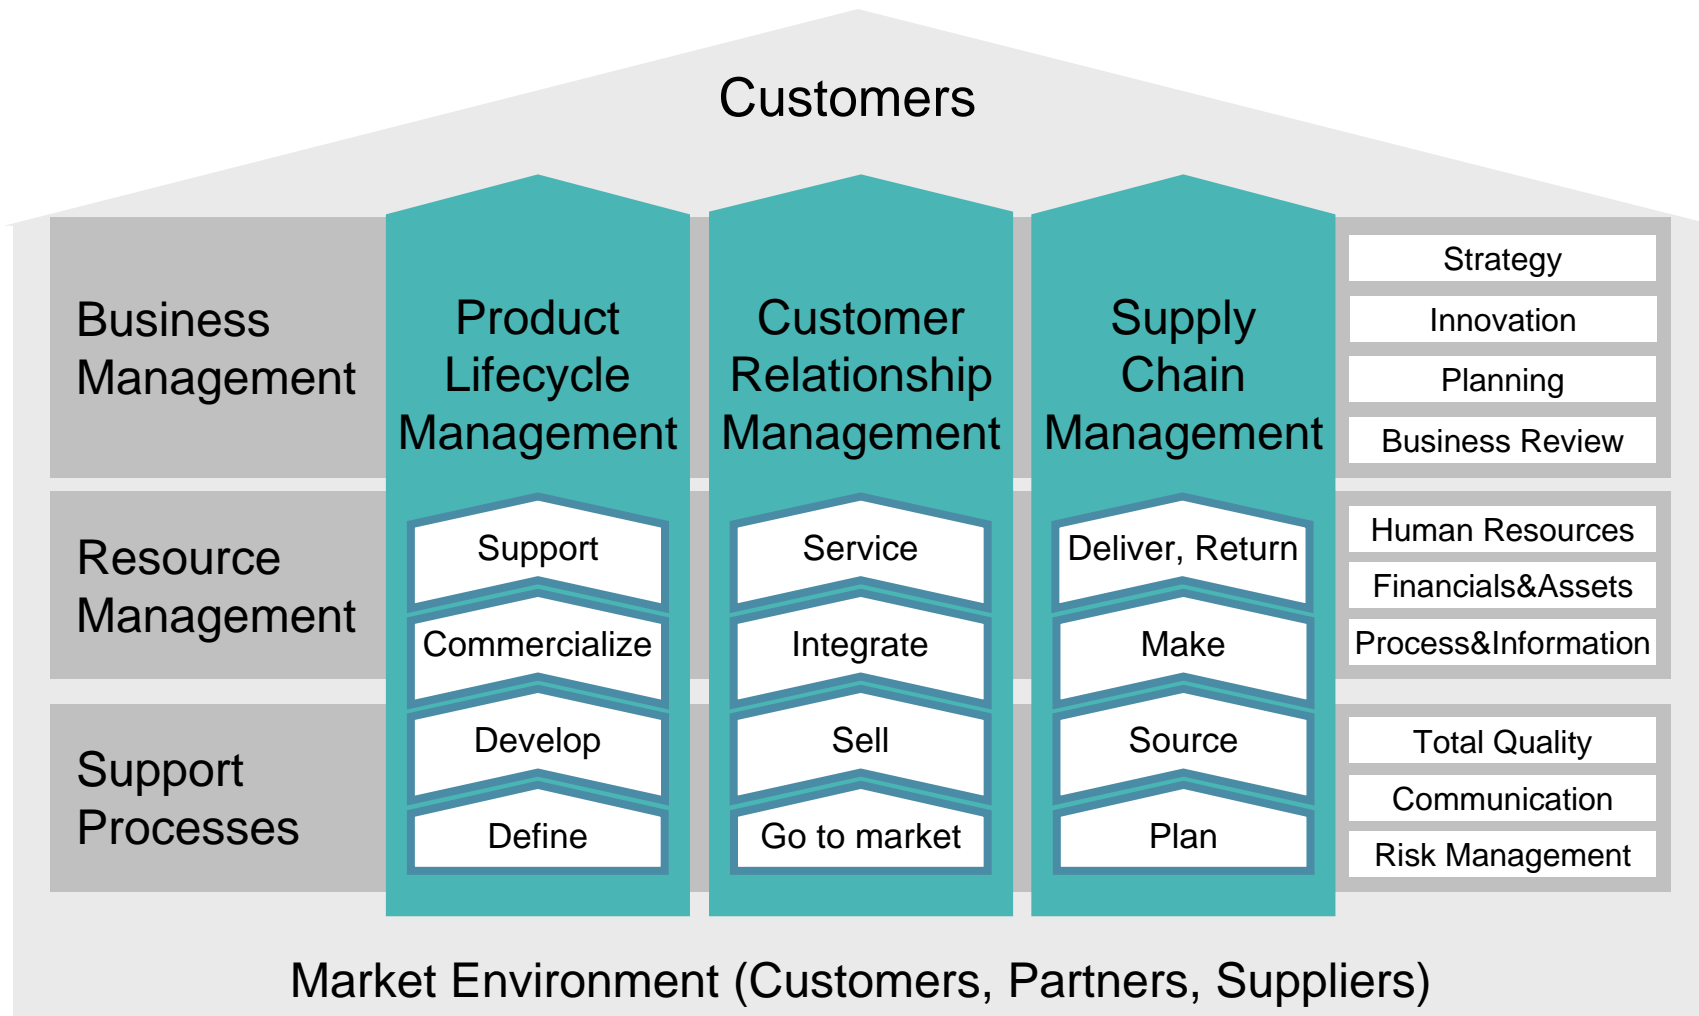 Customers
Business
Management
Product
Lifecycle
Management
Customer
Relationship
Management
Supply
Chain
Management
Strategy
Innovation
Planning
Business Review
Resource
Management
Support
Commercialize
Develop
Define
Service
Integrate
Sell
Go to market
Deliver, Return
Make
Source
Plan
Human Resources
Financials&Assets
Process&Information
Support
Processes
Total Quality
Communication
Risk Management
Market Environment (Customers, Partners, Suppliers)